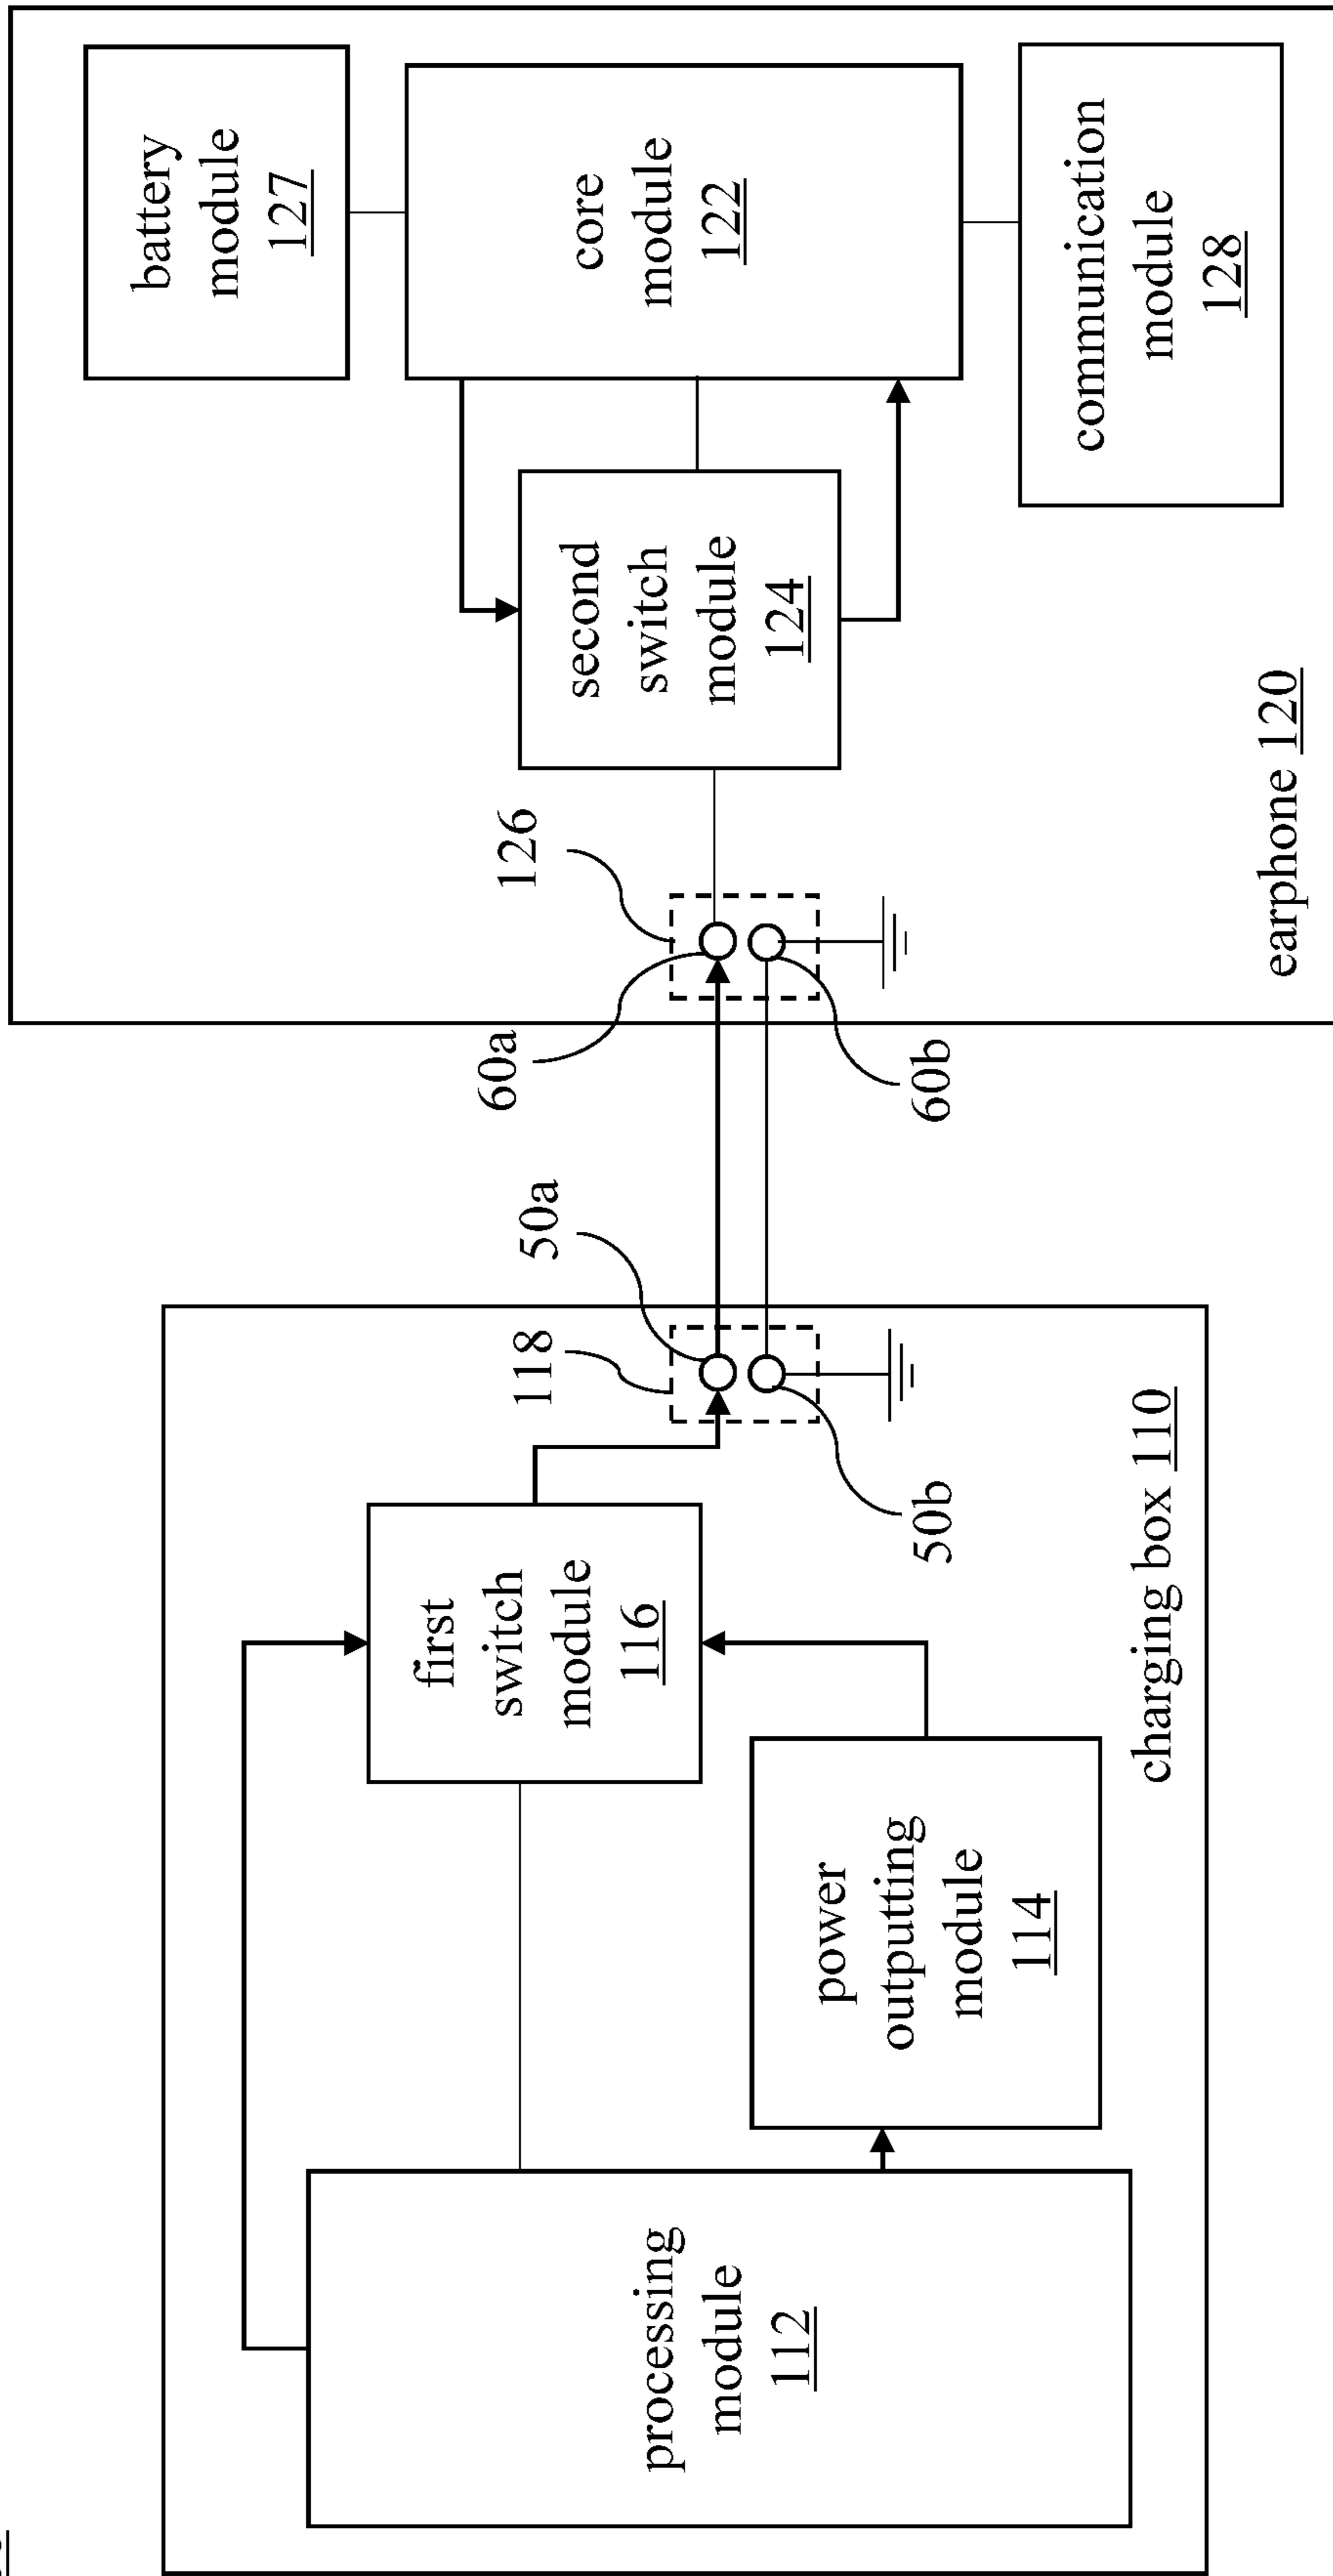 processing
module
112
first
switch
module
116
power
outputting
module
114
118
50a
50b
charging box 110
60a
60b
126
second
switch
module
124
battery
module
127
core
module
122
communication
module
128
earphone 120